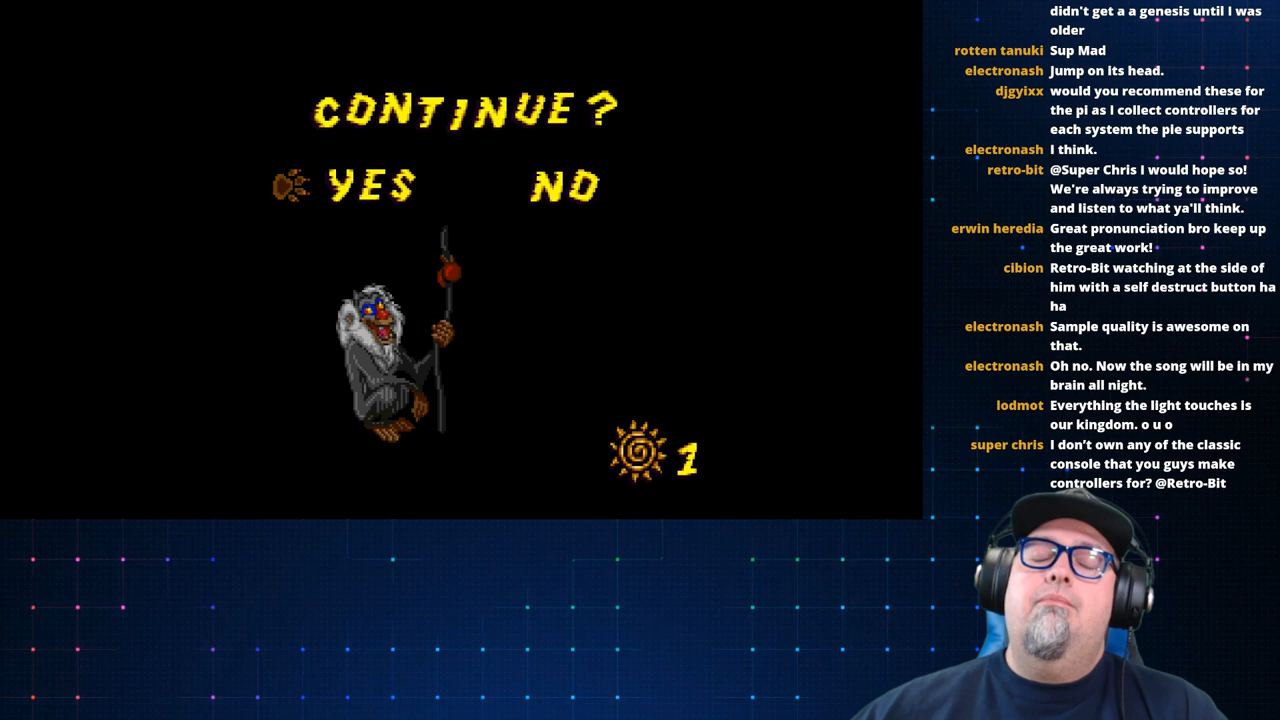 CONTINUE?
YES NO
1
didn't get a a genesis until I was
older
rotten tanuki Sup Mad
electronash Jump on Its head.
djgyixx would you recommend these for
the pi as I collect controllers for
each system the pie supports
electronash I think.
retro-bit @Super Chris I would hope so!
We're always trying to improve
and listen to what ya'll think.
erwin heredia Great pronunciation bro keep up
the great work!
cibion Retro-Bit watching at the side of
him with a self destruct button ha
ha
electronash Sample quality is awesome on
that.
electronash Oh no. Now the song will be in my
brain all night.
lodmot Everything the light touches is
our kingdom. o u o
super chris I don't own any of the classic
console that you guys make
controllers for? @Retro-Bit